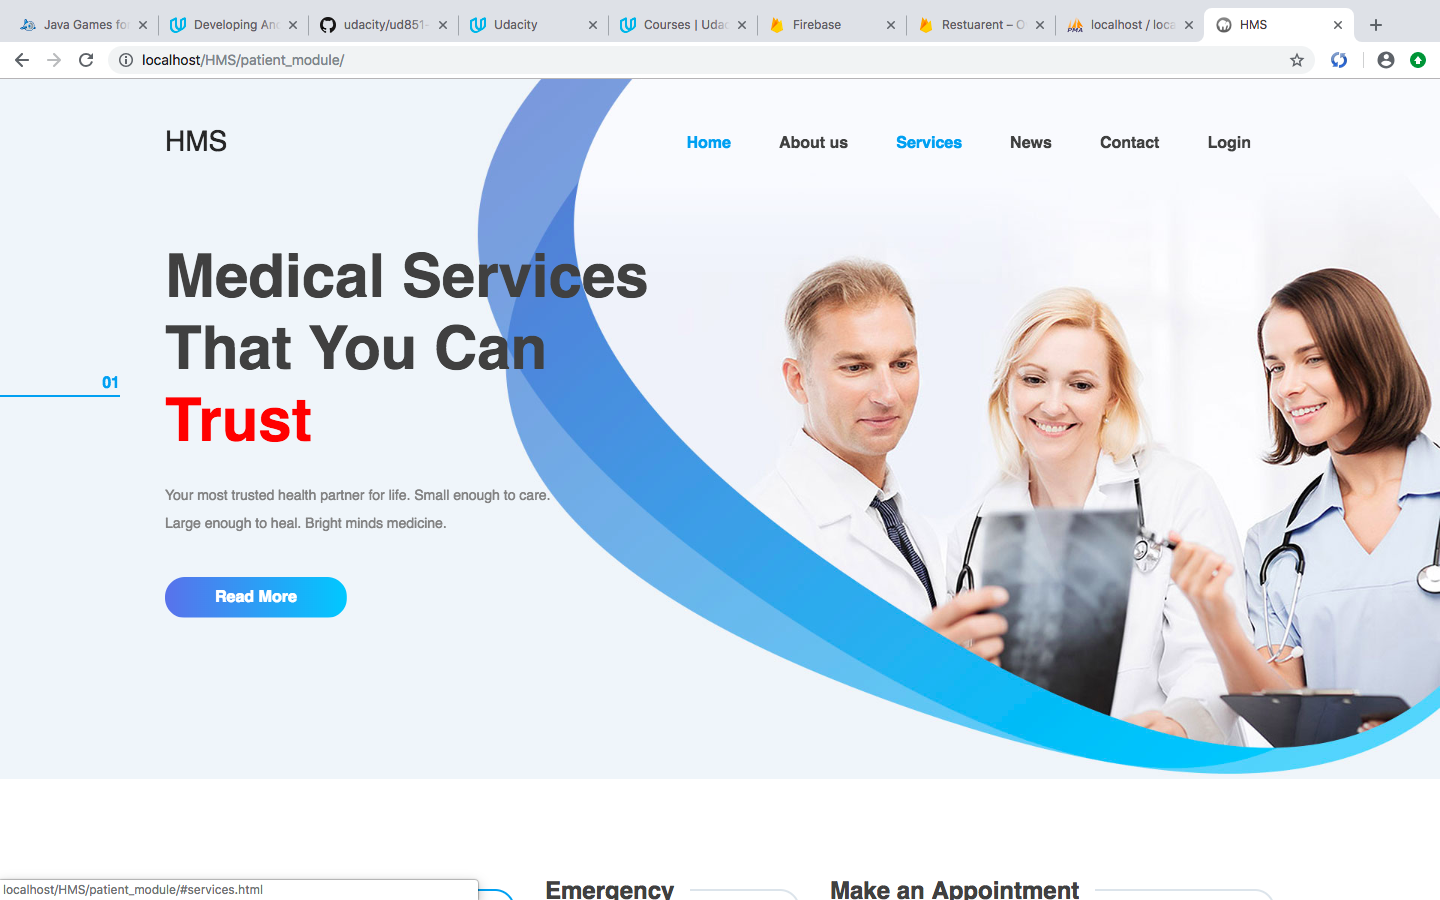 Java Games fo
Developing An
udacity/ud851-
Udacity
Courses | Uda
Firebase
Restuarent – O
localhost / loca
HMS
localhost/HMS/patient_module/
HMS
Home
About us
Services
News
Contact
Login
Medical Services
That You Can
Trust
01
Your most trusted health partner for life. Small enough to care.
Large enough to heal. Bright minds medicine.
Read More
Emergency
Make an Appointment
localhost/HMS/patient_module/#services.html